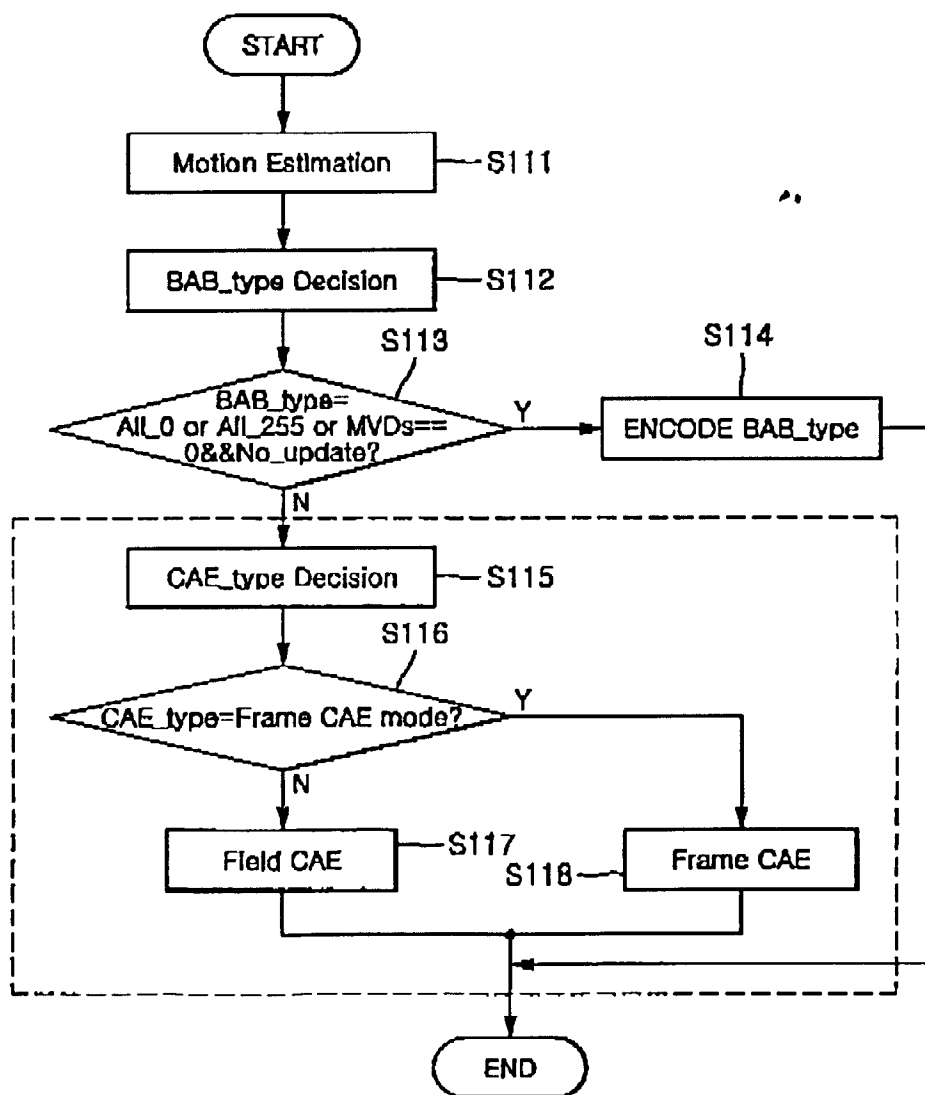 START
Motion Estimation
S111
BAB_type Decision
S112
S113
BAB_type=
All_0 or All_255 or MVDs==
0&&No_update?
Y
S114
ENCODE BAB_type
N
CAE_type Decision
S115
S116
CAE_type=Frame CAE mode?
Y
N
Field CAE
S117
S118
Frame CAE
END